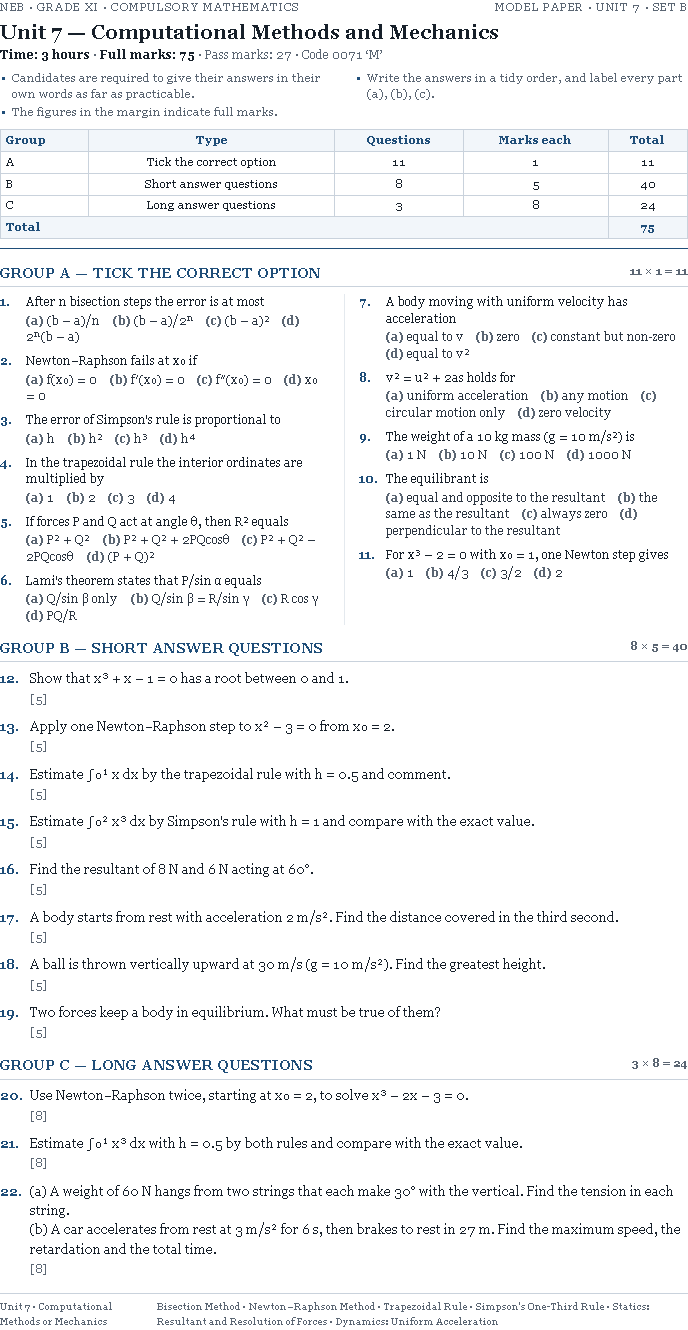 NEB · GRADE XI · COMPULSORY MATHEMATICS
MODEL PAPER · UNIT 7 · SET B
Unit 7 — Computational Methods and Mechanics
Time: 3 hours · Full marks: 75 · Pass marks: 27 · Code 0071 ‘M’
• Candidates are required to give their answers in their
own words as far as practicable.
• The figures in the margin indicate full marks.
• Write the answers in a tidy order, and label every part
(a), (b), (c).
Group Type Questions Marks each Total
A Tick the correct option 11 1 11
B Short answer questions 8 5 40
C Long answer questions 3 8 24
Total 75
GROUP A — TICK THE CORRECT OPTION 11 × 1 = 11
1. After n bisection steps the error is at most
(a) (b − a)/n (b) (b − a)/2ⁿ (c) (b − a)² (d)
2ⁿ(b − a)
2. Newton–Raphson fails at x₀ if
(a) f(x₀) = 0 (b) f′(x₀) = 0 (c) f″(x₀) = 0 (d) x₀
= 0
3. The error of Simpson's rule is proportional to
(a) h (b) h² (c) h³ (d) h⁴
4. In the trapezoidal rule the interior ordinates are
multiplied by
(a) 1 (b) 2 (c) 3 (d) 4
5. If forces P and Q act at angle θ, then R² equals
(a) P² + Q² (b) P² + Q² + 2PQcosθ (c) P² + Q² −
2PQcosθ (d) (P + Q)²
6. Lami's theorem states that P/sin α equals
(a) Q/sin β only (b) Q/sin β = R/sin γ (c) R cos γ
(d) PQ/R
7. A body moving with uniform velocity has
acceleration
(a) equal to v (b) zero (c) constant but non-zero
(d) equal to v²
8. v² = u² + 2as holds for
(a) uniform acceleration (b) any motion (c)
circular motion only (d) zero velocity
9. The weight of a 10 kg mass (g = 10 m/s²) is
(a) 1 N (b) 10 N (c) 100 N (d) 1000 N
10. The equilibrant is
(a) equal and opposite to the resultant (b) the
same as the resultant (c) always zero (d)
perpendicular to the resultant
11. For x³ − 2 = 0 with x₀ = 1, one Newton step gives
(a) 1 (b) 4/3 (c) 3/2 (d) 2
GROUP B — SHORT ANSWER QUESTIONS 8 × 5 = 40
12. Show that x³ + x − 1 = 0 has a root between 0 and 1.
[5]
13. Apply one Newton–Raphson step to x² − 3 = 0 from x₀ = 2.
[5]
14. Estimate ∫₀¹ x dx by the trapezoidal rule with h = 0.5 and comment.
[5]
15. Estimate ∫₀² x³ dx by Simpson's rule with h = 1 and compare with the exact value.
[5]
16. Find the resultant of 8 N and 6 N acting at 60°.
[5]
17. A body starts from rest with acceleration 2 m/s². Find the distance covered in the third second.
[5]
18. A ball is thrown vertically upward at 30 m/s (g = 10 m/s²). Find the greatest height.
[5]
19. Two forces keep a body in equilibrium. What must be true of them?
[5]
GROUP C — LONG ANSWER QUESTIONS 3 × 8 = 24
20. Use Newton–Raphson twice, starting at x₀ = 2, to solve x³ − 2x − 3 = 0.
[8]
21. Estimate ∫₀¹ x³ dx with h = 0.5 by both rules and compare with the exact value.
[8]
22. (a) A weight of 60 N hangs from two strings that each make 30° with the vertical. Find the tension in each
string.
(b) A car accelerates from rest at 3 m/s² for 6 s, then brakes to rest in 27 m. Find the maximum speed, the
retardation and the total time.
[8]
Unit 7 · Computational
Methods or Mechanics
Bisection Method · Newton–Raphson Method · Trapezoidal Rule · Simpson's One-Third Rule · Statics:
Resultant and Resolution of Forces · Dynamics: Uniform Acceleration